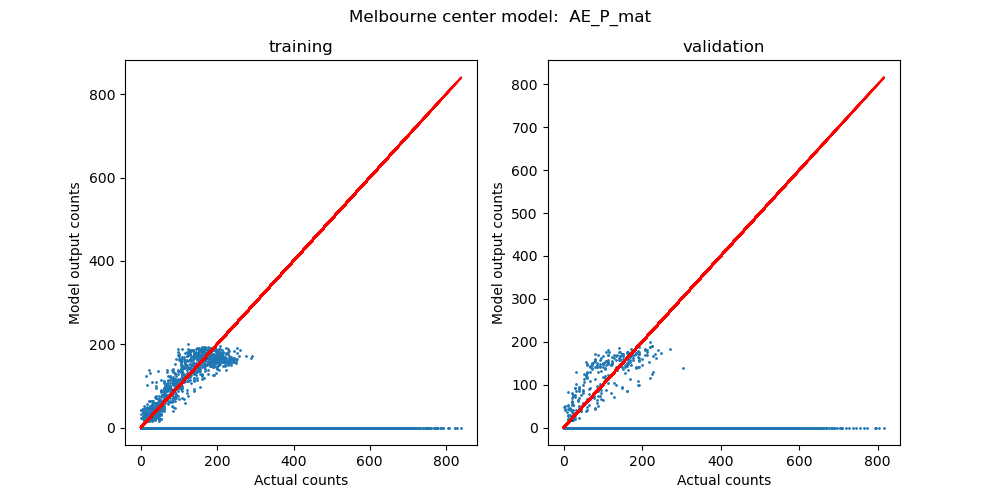 Melbourne center model:  AE_P_mat
training
validation
Model output counts
800
600
400
200
0
0 200 400 600 800
Actual counts
Model output counts
800
700
600
500
400
300
200
100
0
0 200 400 600 800
Actual counts